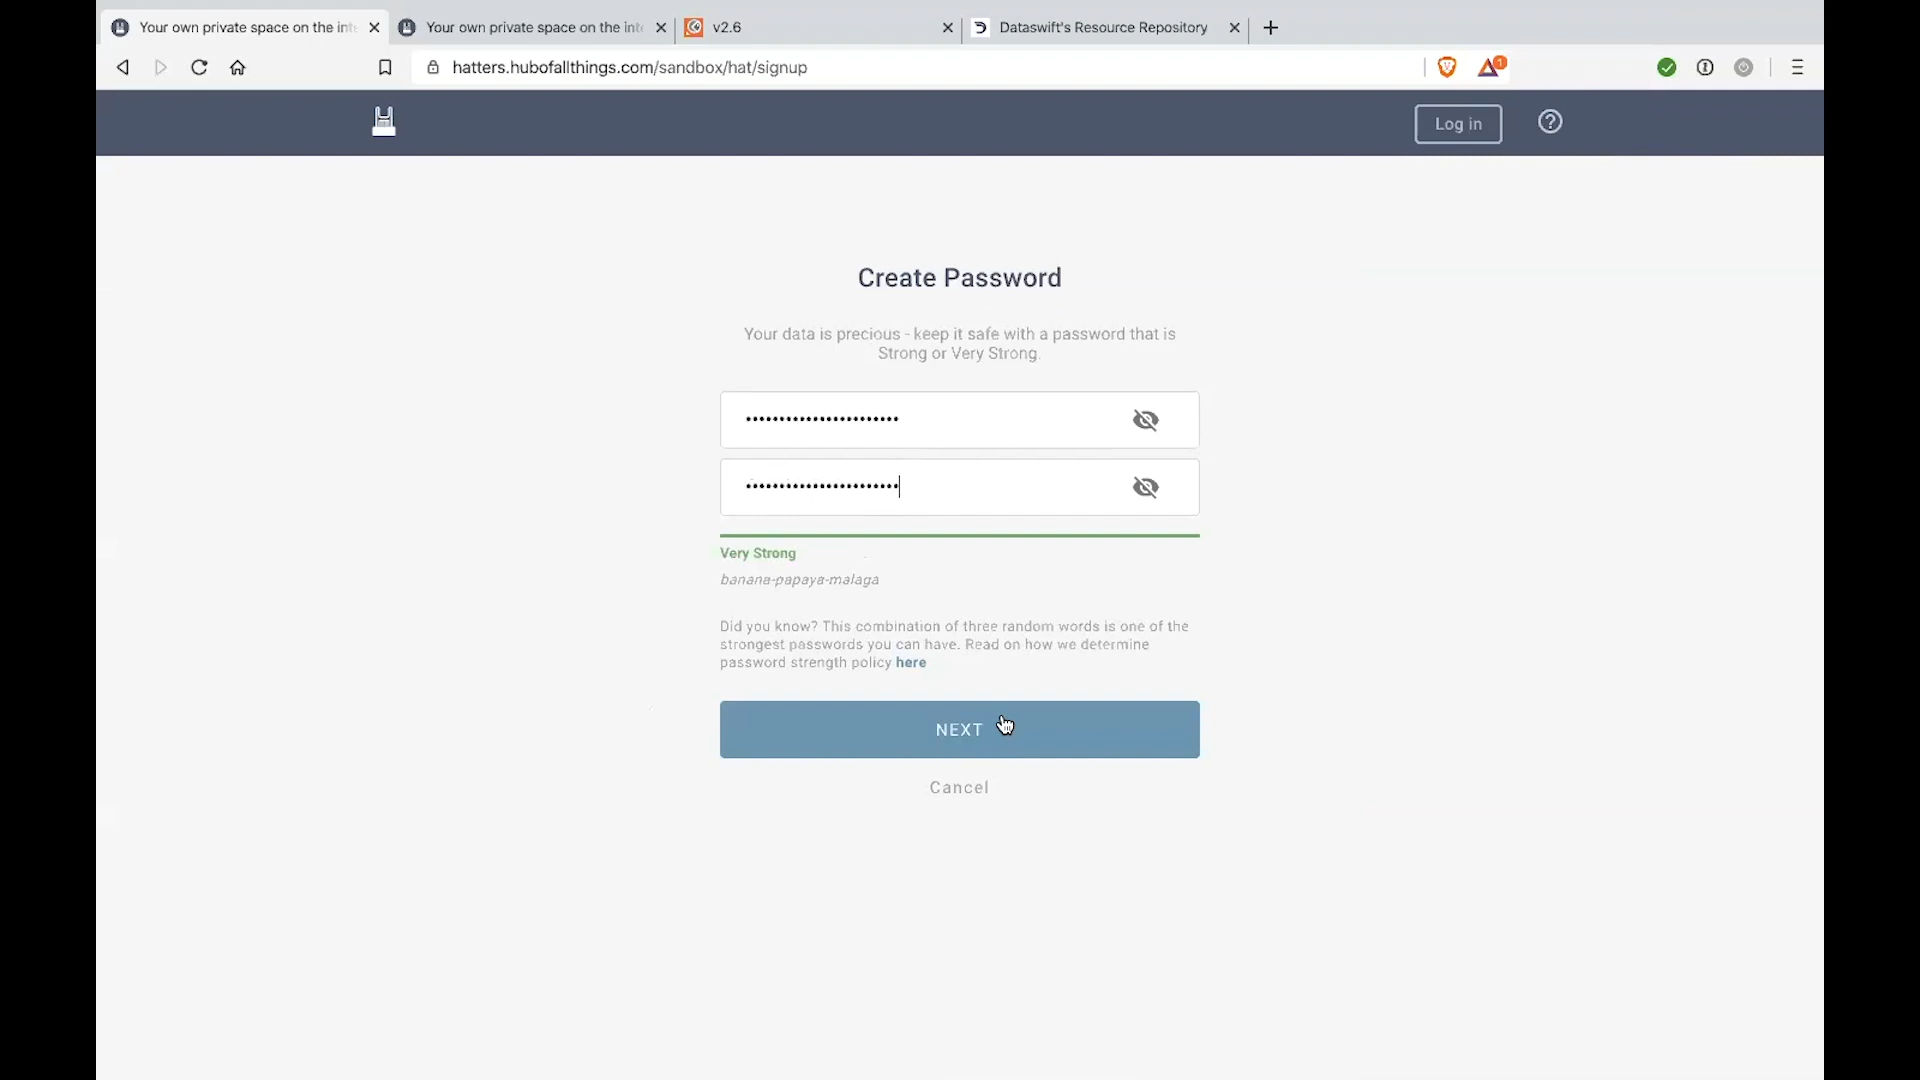 Your own private space on the inte
Your own private space on the inte
v2.6
Dataswift's Resource Repository
hatters.hubofallthings.com/sandbox/hat/signup
1
Log in
Create Password
Your data is precious - keep it safe with a password that is
Strong or Very Strong.
•••••••••••••••••••••••
•••••••••••••••••••••••
Very Strong
banana-papaya-malaga
Did you know? This combination of three random words is one of the
strongest passwords you can have. Read on how we determine
password strength policy here
NEXT
Cancel